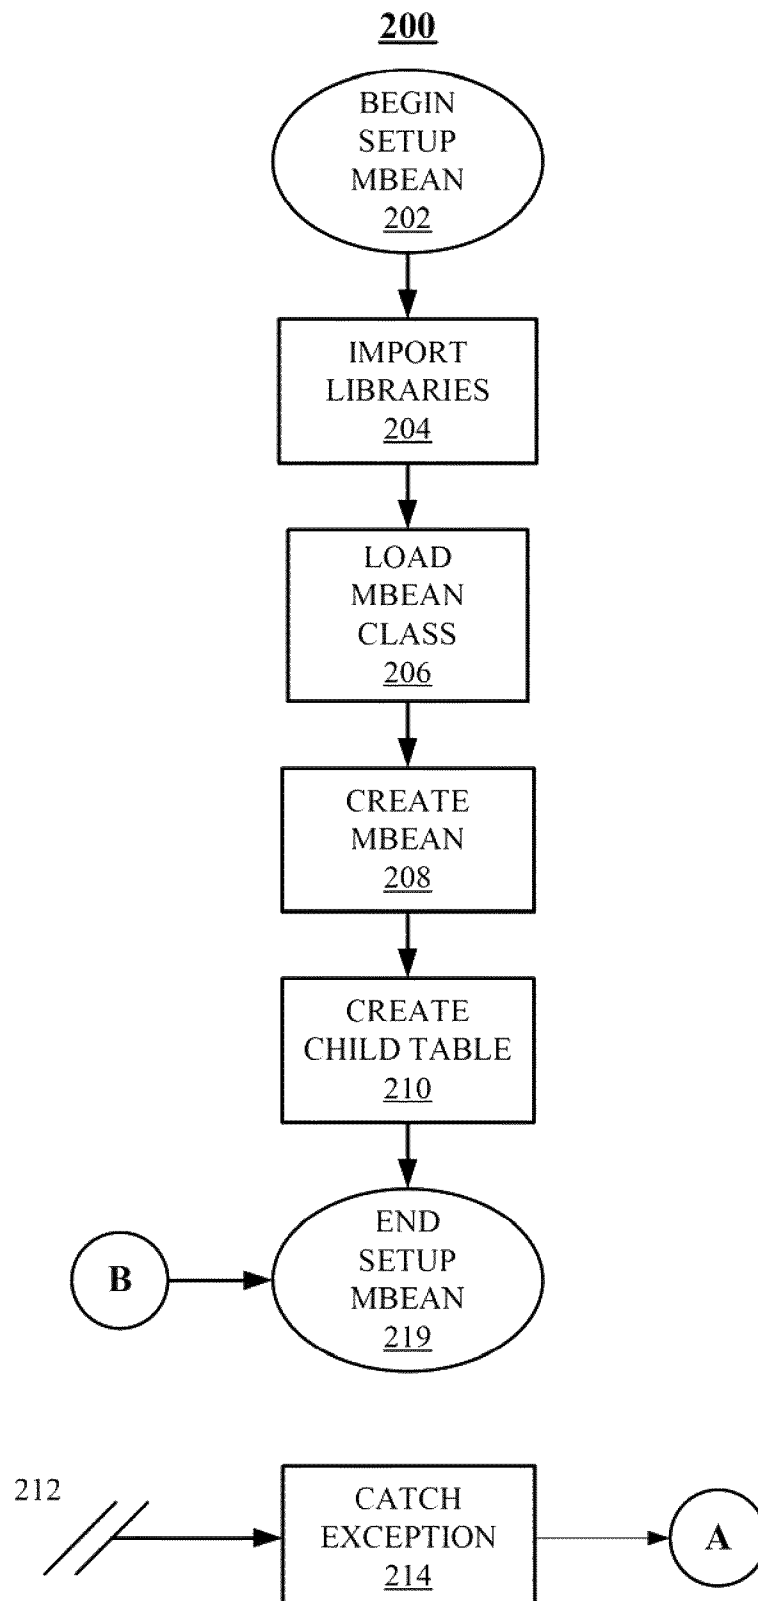 200
BEGIN
SETUP
MBEAN
202
IMPORT
LIBRARIES
204
LOAD
MBEAN
CLASS
206
CREATE
MBEAN
208
CREATE
CHILD TABLE
210
B
END
SETUP
MBEAN
219
212
CATCH
EXCEPTION
214
A